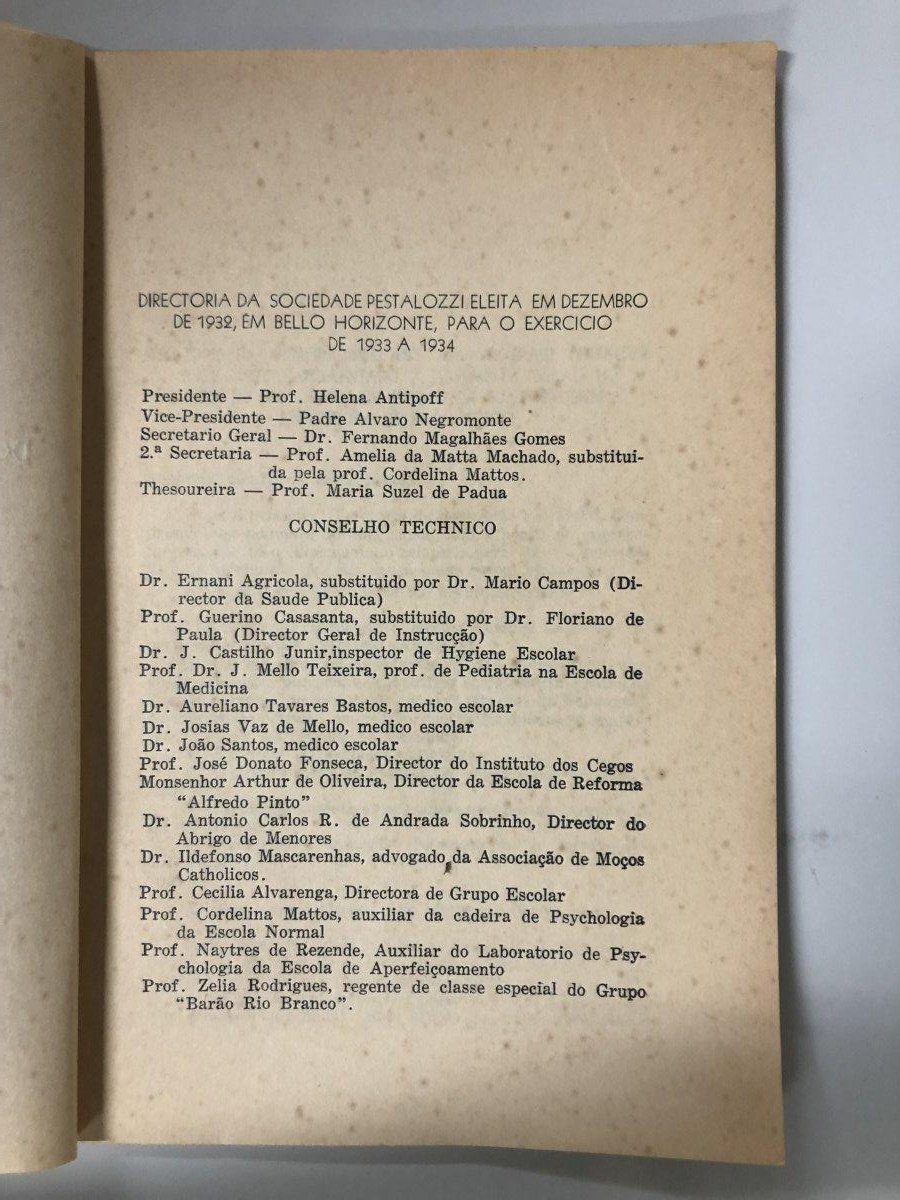 DIRECTORIA DA SOCIEDADE PESTALOZZI ELEITA EM DEZEMBRO
DE 1932, EM BELLO HORIZONTE, PARA O EXERCICIO
DE 1933 A 1934
Presidente — Prof. Helena Antipoff
Vice-Presidente — Padre Alvaro Negromonte
Secretario Geral — Dr. Fernando Magalhães Gomes
2.ª Secretaria — Prof. Amelia da Matta Machado, substitui-
da pela prof. Cordelina Mattos.
Thesoureira — Prof. Maria Suzel de Padua
CONSELHO TECHNICO
Dr. Ernani Agricola, substituido por Dr. Mario Campos (Di-
rector da Saude Publica)
Prof. Guerino Casasanta, substituido por Dr. Floriano de
Paula (Director Geral de Instrucção)
Dr. J. Castilho Junir,inspector de Hygiene Escolar
Prof. Dr. J. Mello Teixeira, prof. de Pediatria na Escola de
Medicina
Dr. Aureliano Tavares Bastos, medico escolar
Dr. Josias Vaz de Mello, medico escolar
Dr. João Santos, medico escolar
Prof. José Donato Fonseca, Director do Instituto dos Cegos
Monsenhor Arthur de Oliveira, Director da Escola de Reforma
"Alfredo Pinto"
Dr. Antonio Carlos R. de Andrada Sobrinho, Director do
Abrigo de Menores
Dr. Ildefonso Mascarenhas, advogado da Associação de Moços
Catholicos.
Prof. Cecilia Alvarenga, Directora de Grupo Escolar
Prof. Cordelina Mattos, auxiliar da cadeira de Psychologia
da Escola Normal
Prof. Naytres de Rezende, Auxiliar do Laboratorio de Psy-
chologia da Escola de Aperfeiçoamento
Prof. Zelia Rodrigues, regente de classe especial do Grupo
"Barão Rio Branco".